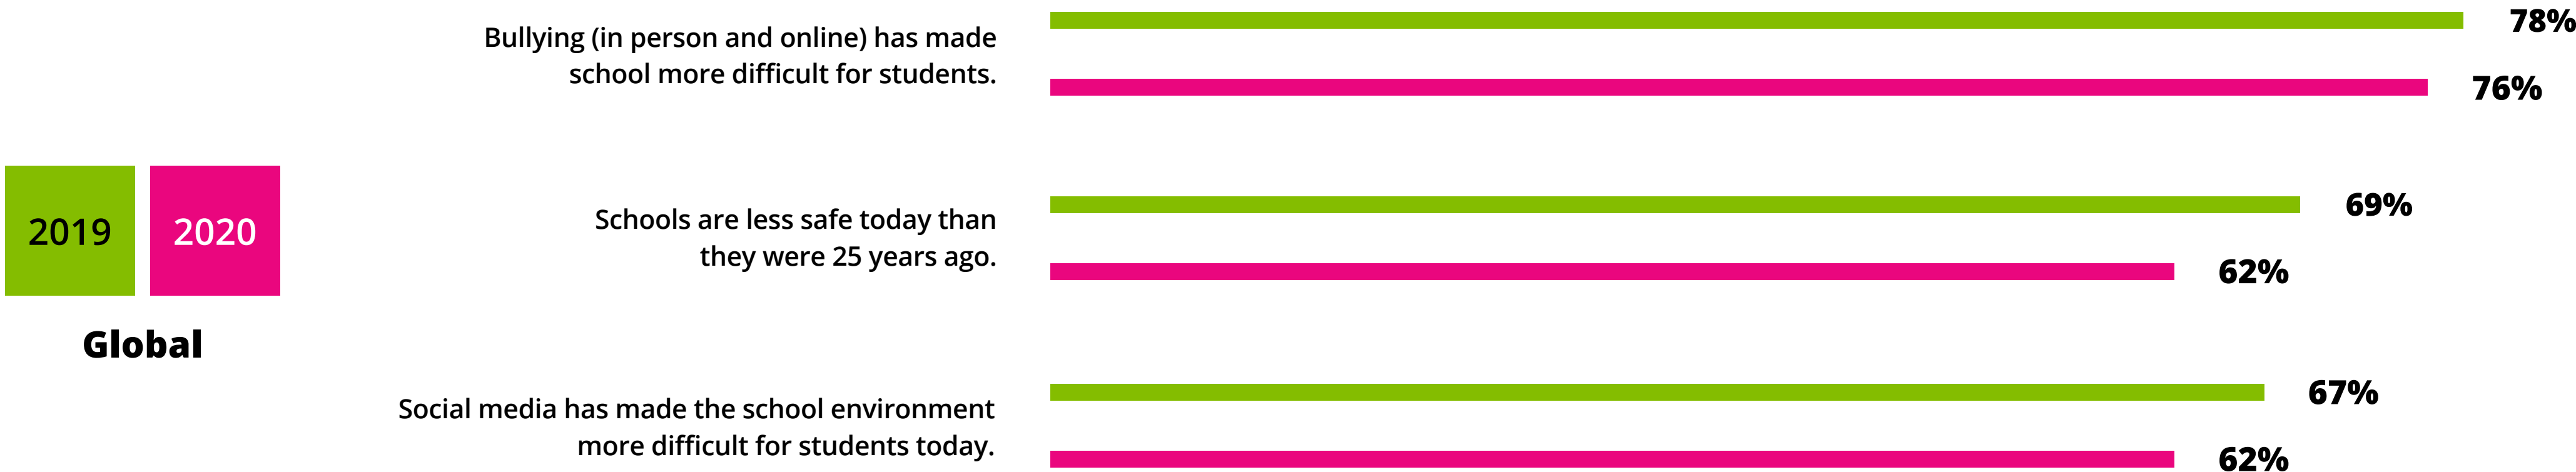 Bullying (in person and online) has made
school more difficult for students.
78%
76%
2019
2020
Global
Schools are less safe today than
they were 25 years ago.
69%
62%
Social media has made the school environment
more difficult for students today.
67%
62%